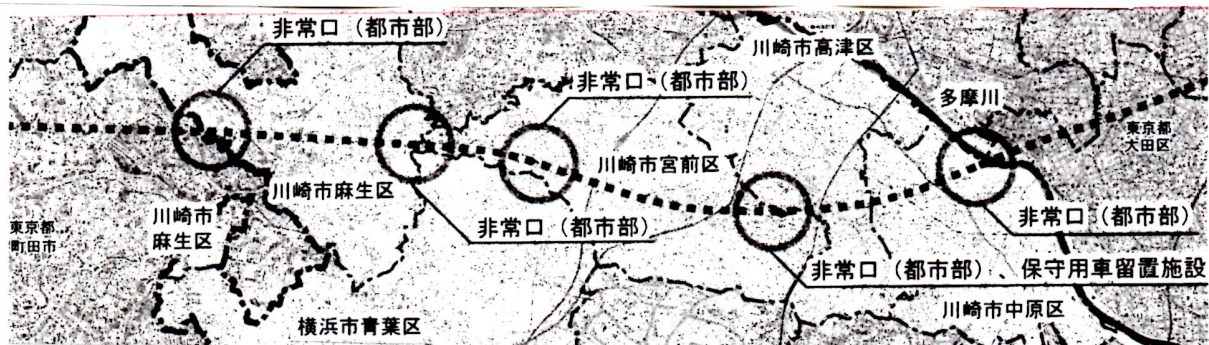 非常口（都市部）
川崎市高津区
非常口（都市部）
多摩川
東京都
大田区
川崎市宮前区
川崎市麻生区
川崎市
麻生区
東京都
町田市
非常口（都市部）
非常口（都市部）
非常口（都市部）、保守用車留置施設
川崎市中原区
横浜市青葉区